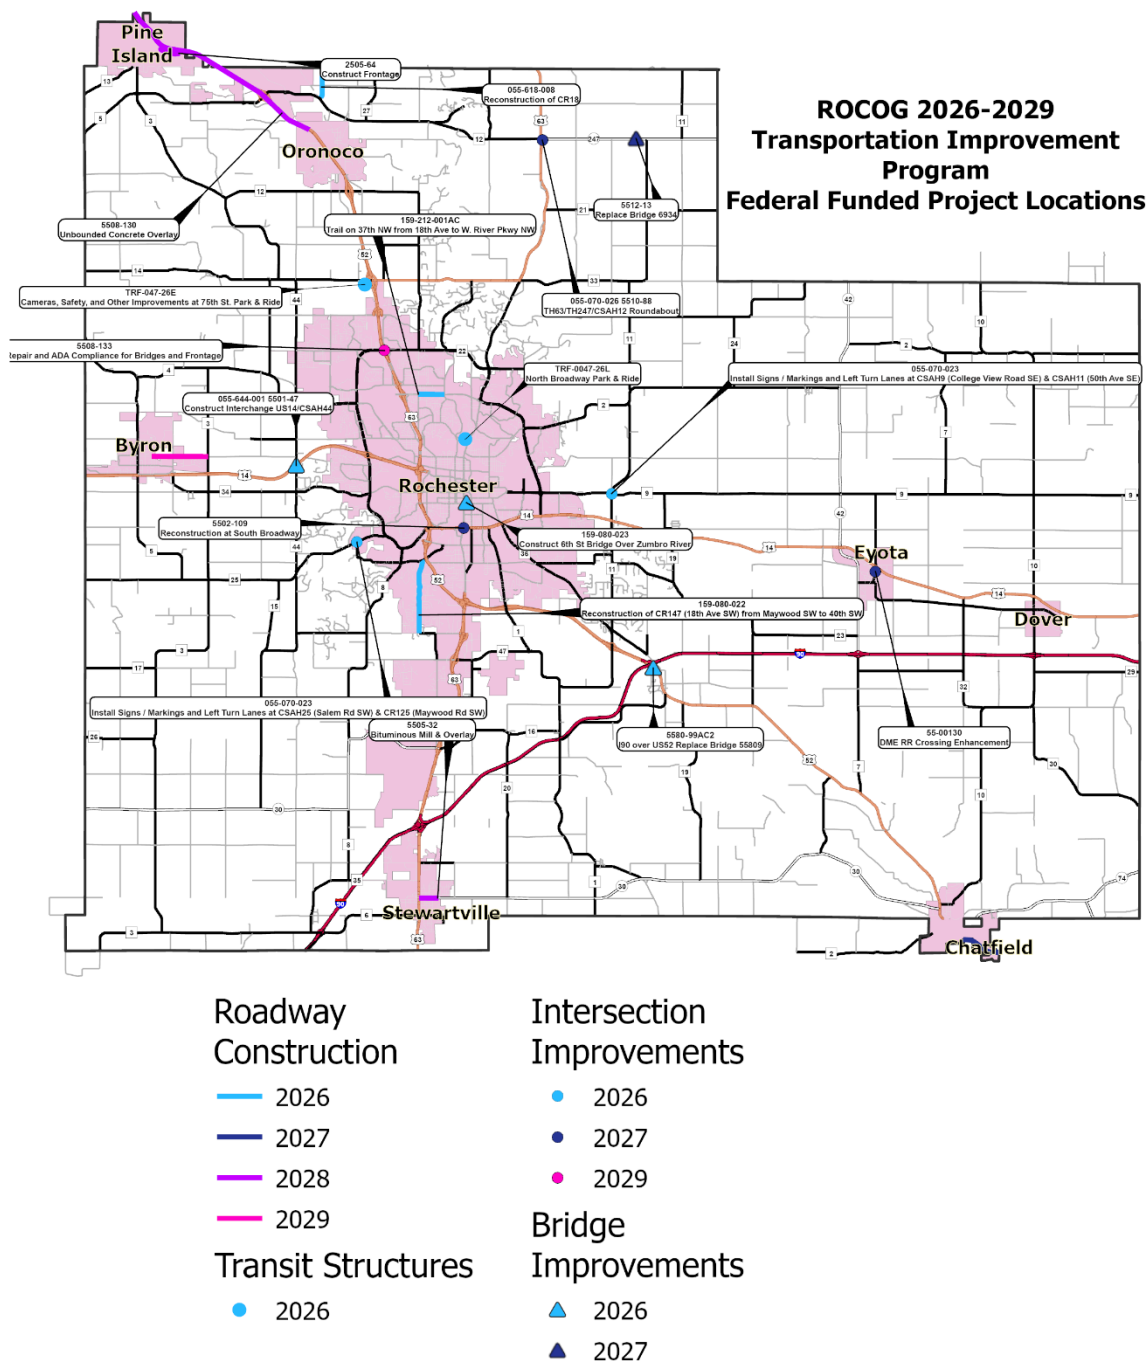 ROCOG 2026-2029
Transportation Improvement
Program
Federal Funded Project Locations
Pine
Island
2505-64
Construct Frontage
055-618-008
Reconstruction of CR18
Oronoco
5508-130
Unbounded Concrete Overlay
159-212-001AC
Trail on 37th NW from 18th Ave to W. River Pkwy NW
5512-13
Replace Bridge 6934
TRF-047-26E
Cameras, Safety, and Other Improvements at 75th St. Park & Ride
055-070-026 5510-88
TH63/TH247/CSAH12 Roundabout
5508-133
Repair and ADA Compliance for Bridges and Frontage
TRF-0047-26L
North Broadway Park & Ride
055-070-023
Install Signs / Markings and Left Turn Lanes at CSAH9 (College View Road SE) & CSAH11 (50th Ave SE)
055-644-001 5501-47
Construct Interchange US14/CSAH44
Byron
Rochester
5502-109
Reconstruction at South Broadway
159-080-023
Construct 6th St Bridge Over Zumbro River
Eyota
159-080-022
Reconstruction of CR147 (18th Ave SW) from Maywood SW to 40th SW
Dover
055-070-023
Install Signs / Markings and Left Turn Lanes at CSAH25 (Salem Rd SW) & CR125 (Maywood Rd SW)
5505-32
Bituminous Mill & Overlay
5580-99AC2
I90 over US52 Replace Bridge 55809
55-00130
DME RR Crossing Enhancement
Stewartville
Chatfield
Roadway
Construction
2026
2027
2028
2029
Transit Structures
2026
Intersection
Improvements
2026
2027
2029
Bridge
Improvements
2026
2027